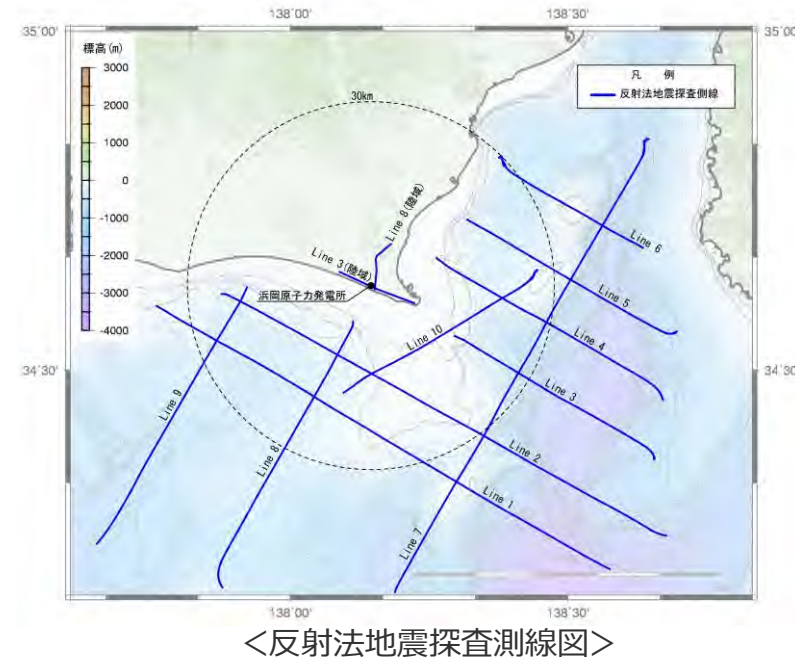 138°00'
138°30'
35°00'
35°00'
標高(m)
3000
2000
1000
0
-1000
-2000
-3000
-4000
凡 例
反射法地震探査側線
30km
Line 8(陸域)
Line 3(陸域)
浜岡原子力発電所
Line 6
Line 5
Line 4
Line 10
Line 3
34°30'
34°30'
Line 9
Line 8
Line 2
Line 1
Line 7
138°00'
138°30'
<反射法地震探査測線図>